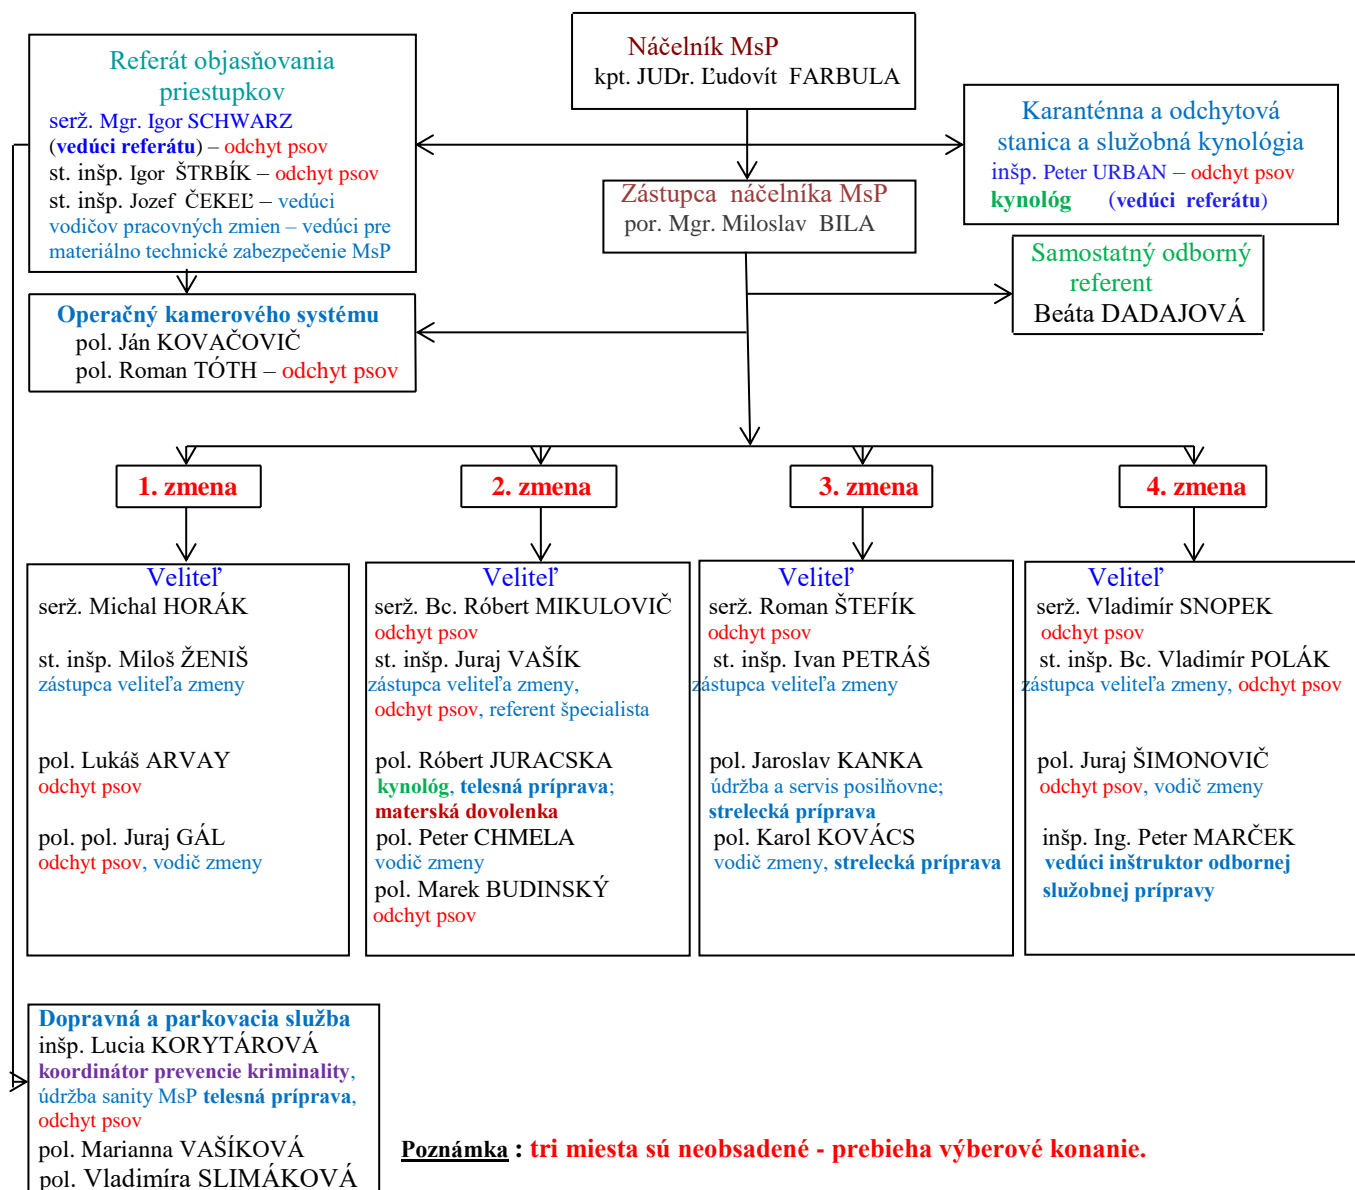 Náčelník MsP
kpt. JUDr. Ľudovít FARBULA
Referát objasňovania
priestupkov
serž. Mgr. Igor SCHWARZ
(vedúci referátu) – odchyt psov
st. inšp. Igor ŠTRBÍK – odchyt psov
st. inšp. Jozef ČEKEĽ – vedúci
vodičov pracovných zmien – vedúci pre
materiálno technické zabezpečenie MsP
Karanténna a odchytová
stanica a služobná kynológia
inšp. Peter URBAN – odchyt psov
kynológ (vedúci referátu)
Zástupca náčelníka MsP
por. Mgr. Miloslav BILA
Samostatný odborný
referent
Beáta DADAJOVÁ
Operačný kamerového systému
pol. Ján KOVAČOVIČ
pol. Roman TÓTH – odchyt psov
1. zmena
2. zmena
3. zmena
4. zmena
Veliteľ
serž. Michal HORÁK
st. inšp. Miloš ŽENIŠ
zástupca veliteľa zmeny
pol. Lukáš ARVAY
odchyt psov
pol. pol. Juraj GÁL
odchyt psov, vodič zmeny
Veliteľ
serž. Bc. Róbert MIKULOVIČ
odchyt psov
st. inšp. Juraj VAŠÍK
zástupca veliteľa zmeny,
odchyt psov, referent špecialista
pol. Róbert JURACSKA
kynológ, telesná príprava;
materská dovolenka
pol. Peter CHMELA
vodič zmeny
pol. Marek BUDINSKÝ
odchyt psov
Veliteľ
serž. Roman ŠTEFÍK
odchyt psov
st. inšp. Ivan PETRÁŠ
zástupca veliteľa zmeny
pol. Jaroslav KANKA
údržba a servis posilňovne;
strelecká príprava
pol. Karol KOVÁCS
vodič zmeny, strelecká príprava
Veliteľ
serž. Vladimír SNOPEK
odchyt psov
st. inšp. Bc. Vladimír POLÁK
zástupca veliteľa zmeny, odchyt psov
pol. Juraj ŠIMONOVIČ
odchyt psov, vodič zmeny
inšp. Ing. Peter MARČEK
vedúci inštruktor odbornej
služobnej prípravy
Dopravná a parkovacia služba
inšp. Lucia KORYTÁROVÁ
koordinátor prevencie kriminality,
údržba sanity MsP telesná príprava,
odchyt psov
pol. Marianna VAŠÍKOVÁ
pol. Vladimíra SLIMÁKOVÁ
Poznámka : tri miesta sú neobsadené - prebieha výberové konanie.